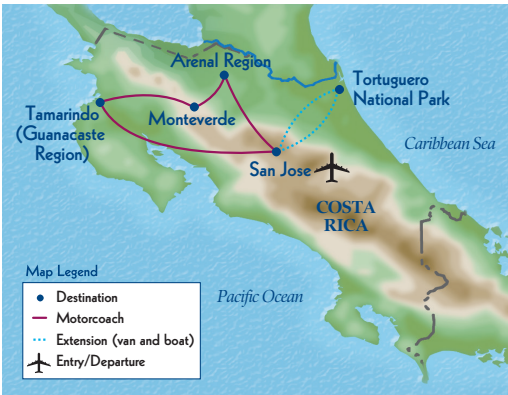 Arenal Region
Tortuguero
National Park
Tamarindo
(Guanacaste
Region)
Monteverde
Caribbean Sea
San Jose
COSTA
RICA
Map Legend
Destination
Motorcoach
Extension (van and boat)
Entry/Departure
Pacific Ocean